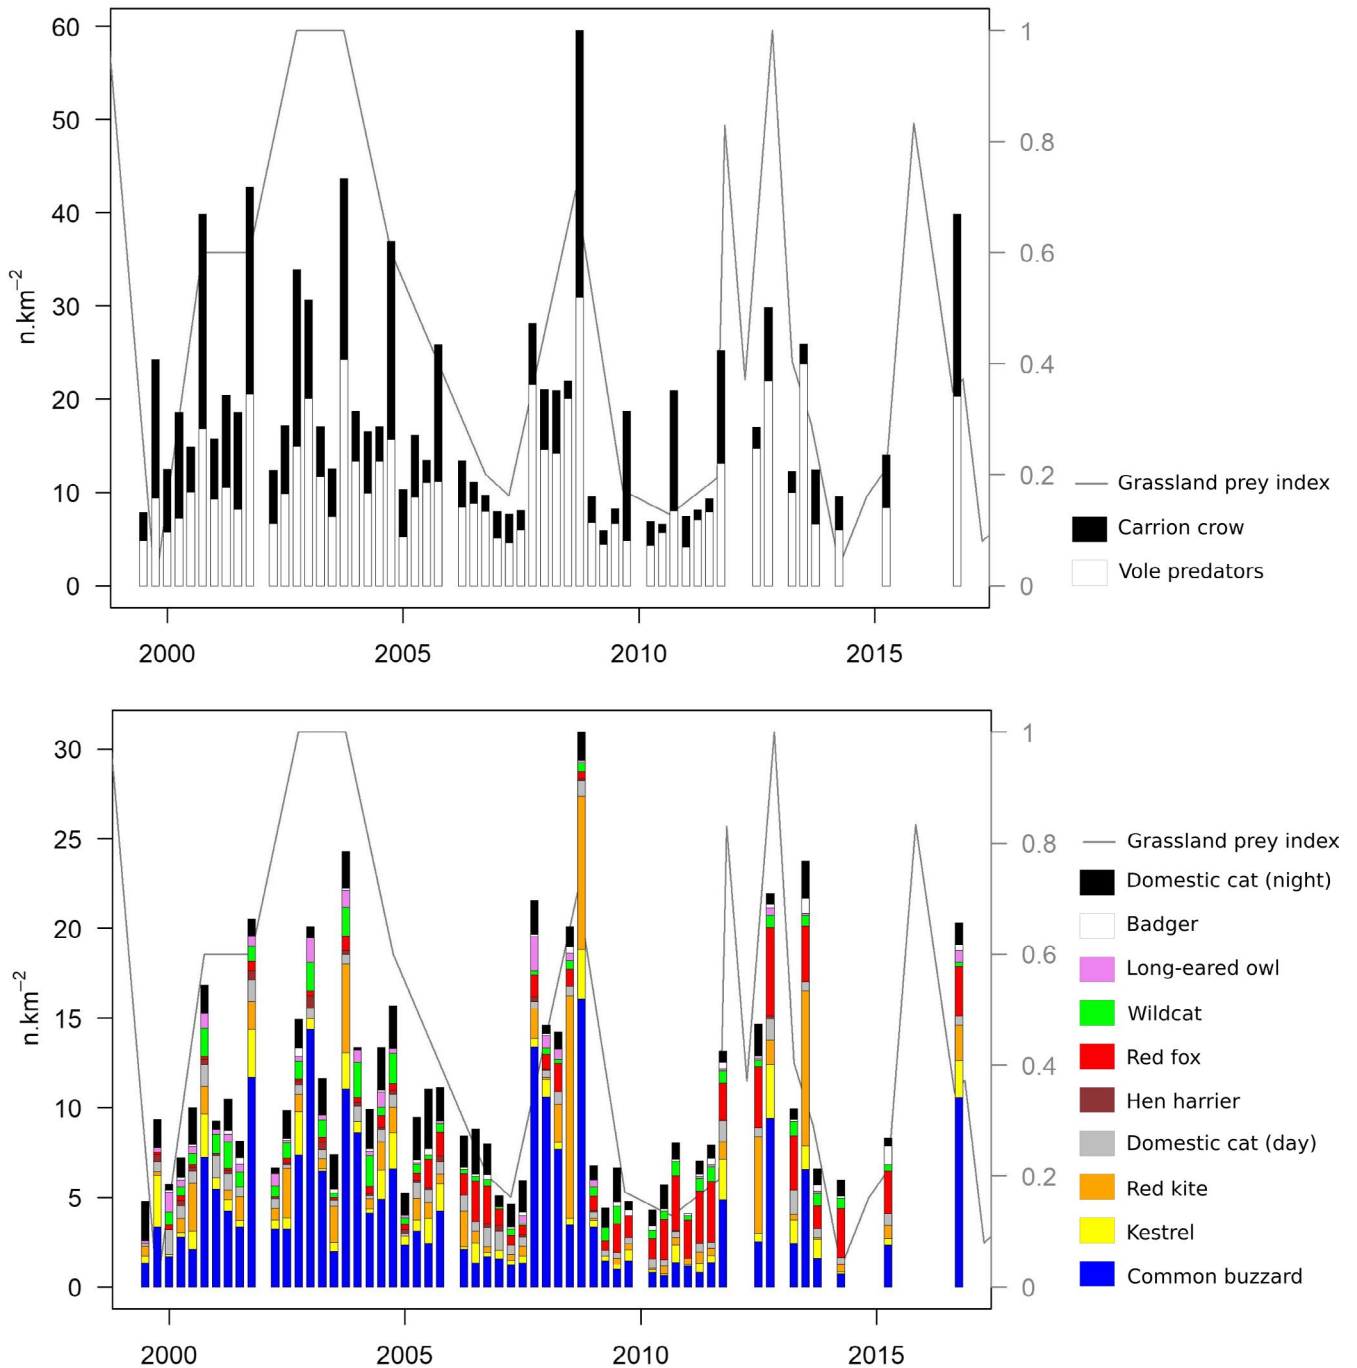 60
50
40
30
20
10
0
n.km−2
1
0.8
0.6
0.4
0.2
0
2000 2005 2010 2015
Grassland prey index
Carrion crow
Vole predators
30
25
20
15
10
5
0
n.km−2
1
0.8
0.6
0.4
0.2
0
2000 2005 2010 2015
Grassland prey index
Domestic cat (night)
Badger
Long-eared owl
Wildcat
Red fox
Hen harrier
Domestic cat (day)
Red kite
Kestrel
Common buzzard